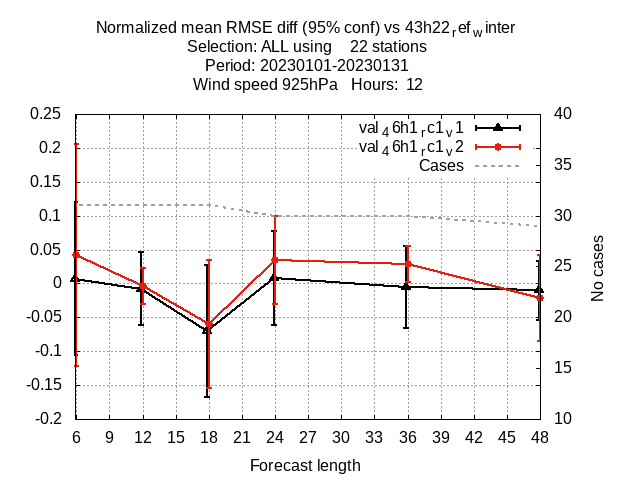 Normalized mean RMSE diff (95% conf) vs 43h22refwinter
Selection: ALL using 22 stations
Period: 20230101-20230131
Wind speed 925hPa Hours: 12
val46h1rc1v1
val46h1rc1v2
Cases
0.25
0.2
0.15
0.1
0.05
0
-0.05
-0.1
-0.15
-0.2
40
35
30
25
20
15
10
No cases
6 9 12 15 18 21 24 27 30 33 36 39 42 45 48
Forecast length